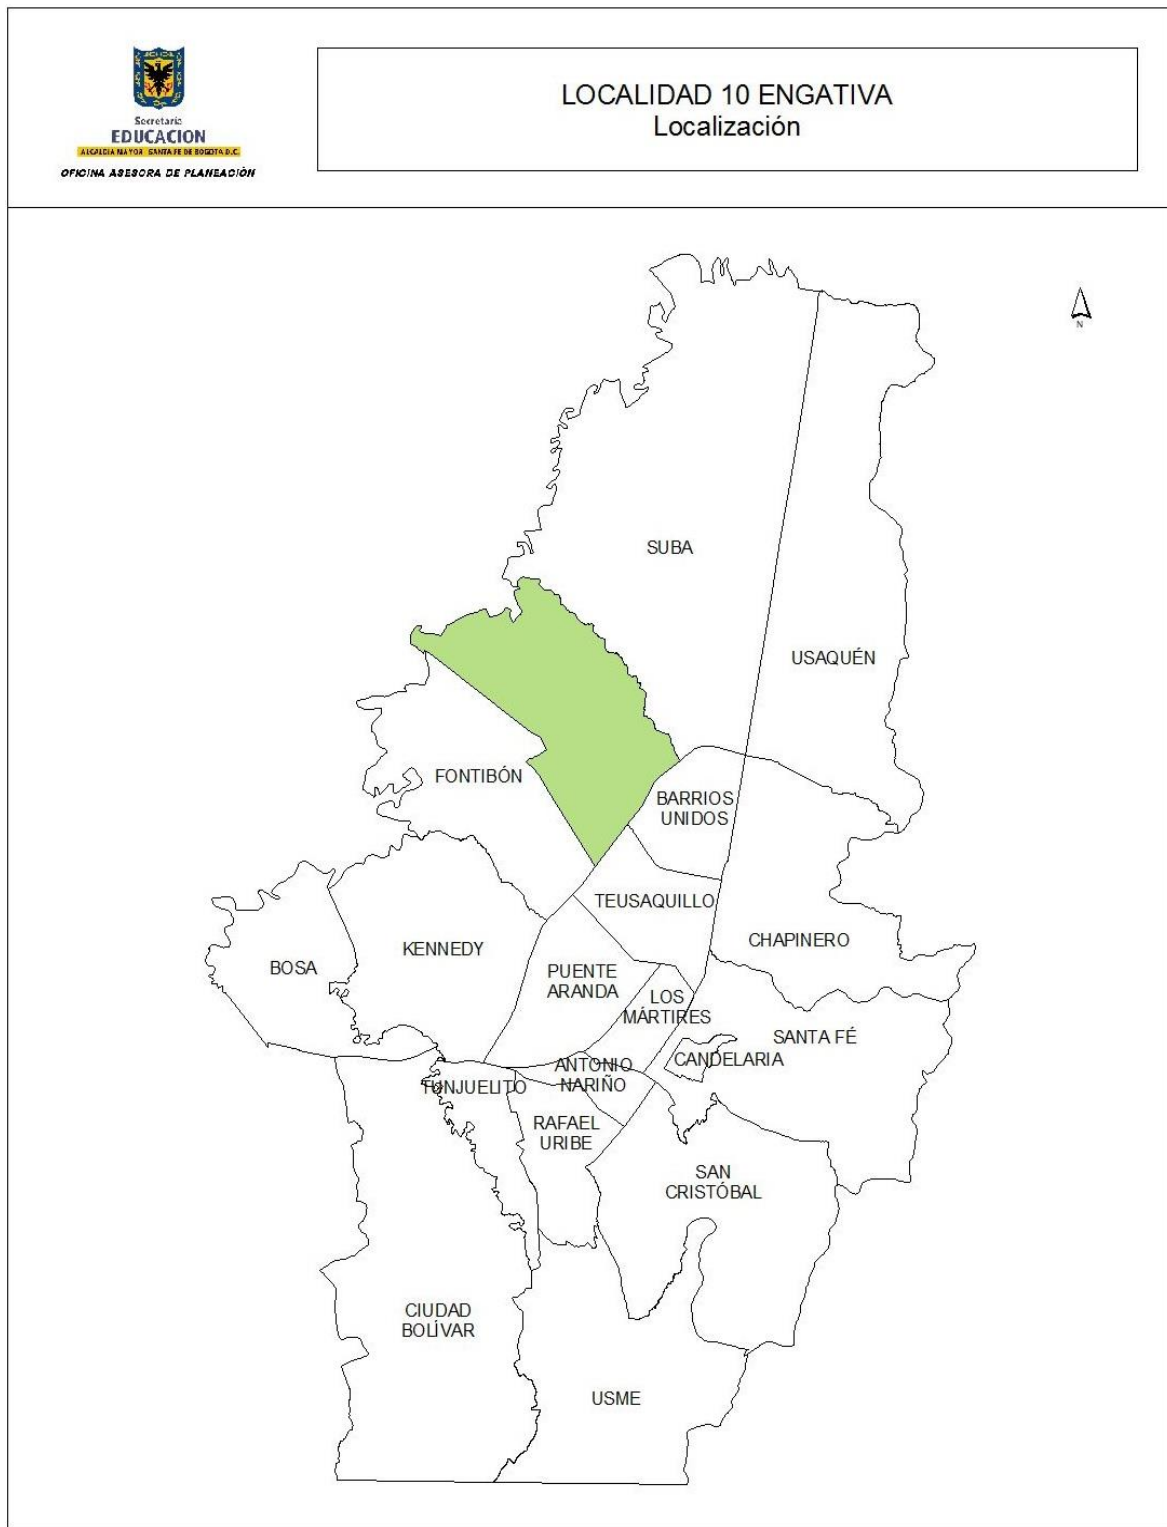 Secretaría
EDUCACION
ALCALDIA MAYOR SANTA FE DE BOGOTA D.C.
OFICINA ASESORA DE PLANEACIÓN
LOCALIDAD 10 ENGATIVA
Localización
N
SUBA
USAQUÉN
FONTIBÓN
BARRIOS
UNIDOS
TEUSAQUILLO
CHAPINERO
KENNEDY
BOSA
PUENTE
ARANDA
LOS
MÁRTIRES
SANTA FÉ
CANDELARIA
ANTONIO
NARIÑO
TUNJUELITO
RAFAEL
URIBE
SAN
CRISTÓBAL
CIUDAD
BOLÍVAR
USME